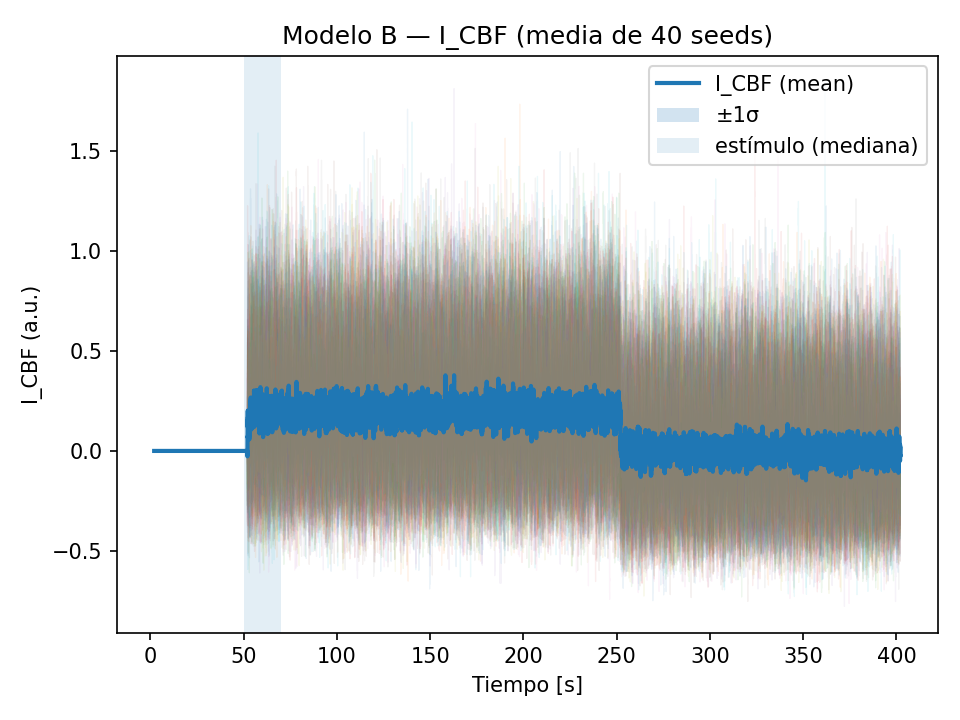 Modelo B — I_CBF (media de 40 seeds)
I_CBF (mean)
±1σ
estímulo (mediana)
I_CBF (a.u.)
1.5
1.0
0.5
0.0
−0.5
0 50 100 150 200 250 300 350 400
Tiempo [s]